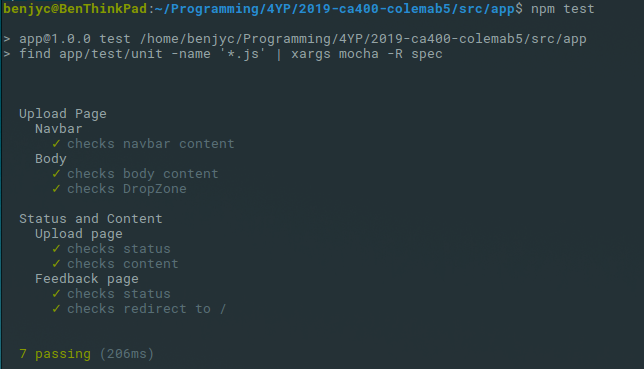 benjyc@BenThinkPad:~/Programming/4YP/2019-ca400-colemab5/src/app$ npm test
> app@1.0.0 test /home/benjyc/Programming/4YP/2019-ca400-colemab5/src/app
> find app/test/unit -name '*.js' | xargs mocha -R spec
Upload Page
Navbar
✓ checks navbar content
Body
✓ checks body content
✓ checks DropZone
Status and Content
Upload page
✓ checks status
✓ checks content
Feedback page
✓ checks status
✓ checks redirect to /
7 passing (206ms)